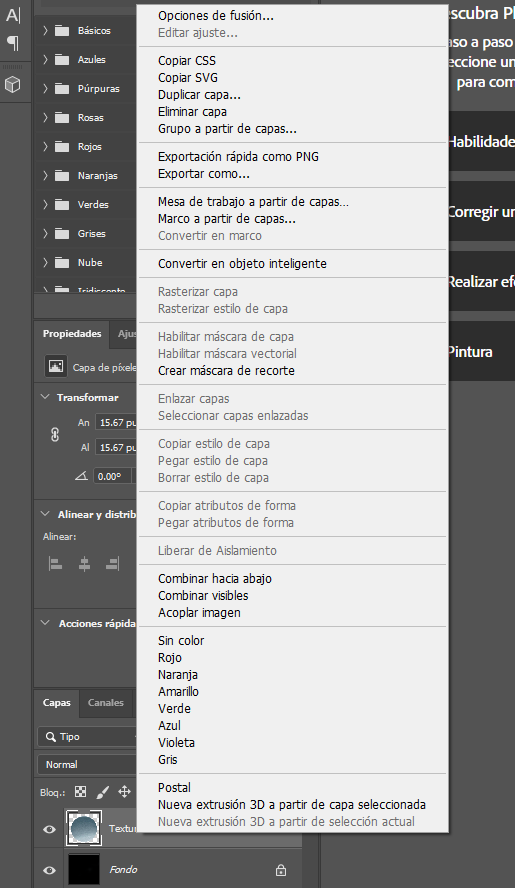 A|
¶
Básicos
Azules
Púrpuras
Rosas
Rojos
Naranjas
Verdes
Grises
Nube
Iridiscente
Propiedades Ajus
Capa de píxele
Transformar
An 15.67 pu
Al 15.67 pu
0.00°
Alinear y distrib
Alinear:
Acciones rápida
Capas Canales
Tipo
Normal
Bloq.:
Textur
Fondo
Opciones de fusión...
Editar ajuste...
Copiar CSS
Copiar SVG
Duplicar capa...
Eliminar capa
Grupo a partir de capas...
Exportación rápida como PNG
Exportar como...
Mesa de trabajo a partir de capas...
Marco a partir de capas...
Convertir en marco
Convertir en objeto inteligente
Rasterizar capa
Rasterizar estilo de capa
Habilitar máscara de capa
Habilitar máscara vectorial
Crear máscara de recorte
Enlazar capas
Seleccionar capas enlazadas
Copiar estilo de capa
Pegar estilo de capa
Borrar estilo de capa
Copiar atributos de forma
Pegar atributos de forma
Liberar de Aislamiento
Combinar hacia abajo
Combinar visibles
Acoplar imagen
Sin color
Rojo
Naranja
Amarillo
Verde
Azul
Violeta
Gris
Postal
Nueva extrusión 3D a partir de capa seleccionada
Nueva extrusión 3D a partir de selección actual
escubra Pl
aso a paso
eccione un
para com
Habilidade
Corregir un
Realizar efe
Pintura